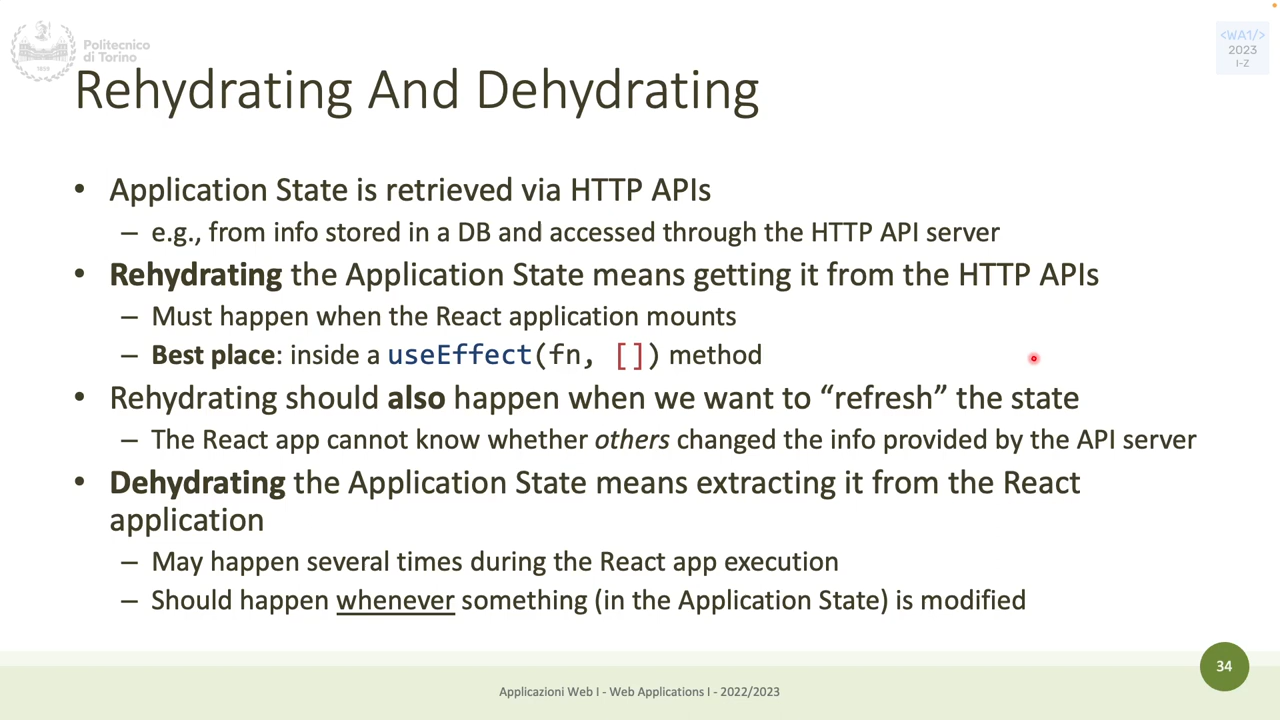 Politecnico
di Torino
1859
<WA1/>
2023
I-Z
Rehydrating And Dehydrating
• Application State is retrieved via HTTP APIs
– e.g., from info stored in a DB and accessed through the HTTP API server
• Rehydrating the Application State means getting it from the HTTP APIs
– Must happen when the React application mounts
– Best place: inside a useEffect(fn, []) method
• Rehydrating should also happen when we want to “refresh” the state
– The React app cannot know whether others changed the info provided by the API server
• Dehydrating the Application State means extracting it from the React
application
– May happen several times during the React app execution
– Should happen whenever something (in the Application State) is modified
34
Applicazioni Web I - Web Applications I - 2022/2023